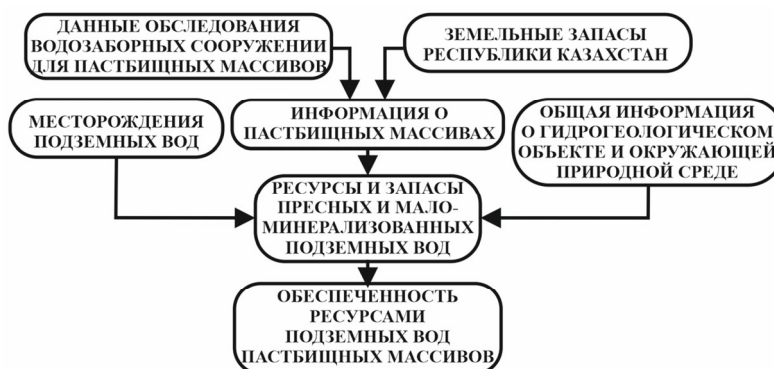 ДАННЫЕ ОБСЛЕДОВАНИЯ
ВОДОЗАБОРНЫХ СООРУЖЕНИИ
ДЛЯ ПАСТБИЩНЫХ МАССИВОВ
ЗЕМЕЛЬНЫЕ ЗАПАСЫ
РЕСПУБЛИКИ КАЗАХСТАН
МЕСТОРОЖДЕНИЯ
ПОДЗЕМНЫХ ВОД
ИНФОРМАЦИЯ О
ПАСТБИЩНЫХ МАССИВАХ
ОБЩАЯ ИНФОРМАЦИЯ
О ГИДРОГЕОЛОГИЧЕСКОМ
ОБЪЕКТЕ И ОКРУЖАЮЩЕЙ
ПРИРОДНОЙ СРЕДЕ
РЕСУРСЫ И ЗАПАСЫ
ПРЕСНЫХ И МАЛО-
МИНЕРАЛИЗОВАННЫХ
ПОДЗЕМНЫХ ВОД
ОБЕСПЕЧЕННОСТЬ
РЕСУРСАМИ
ПОДЗЕМНЫХ ВОД
ПАСТБИЩНЫХ МАССИВОВ